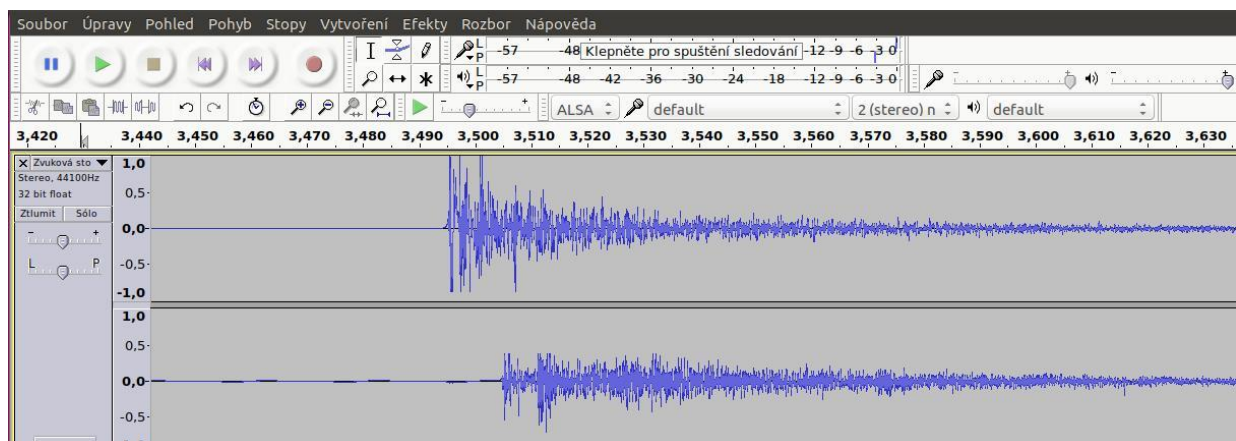 Soubor Úpravy Pohled Pohyb Stopy Vytvoření Efekty Rozbor Nápověda
L P -57 -48 Klepněte pro spuštění sledování -12 -9 -6 -3 0
L P -57 -48 -42 -36 -30 -24 -18 -12 -9 -6 -3 0 - + - +
- + ALSA default 2 (stereo) n default
3,420 3,440 3,450 3,460 3,470 3,480 3,490 3,500 3,510 3,520 3,530 3,540 3,550 3,560 3,570 3,580 3,590 3,600 3,610 3,620 3,630
X Zvuková sto 1,0
Stereo, 44100Hz
32 bit float 0,5
Ztlumit Sólo
- + 0,0
L P -0,5
-1,0
1,0
0,5
0,0
-0,5